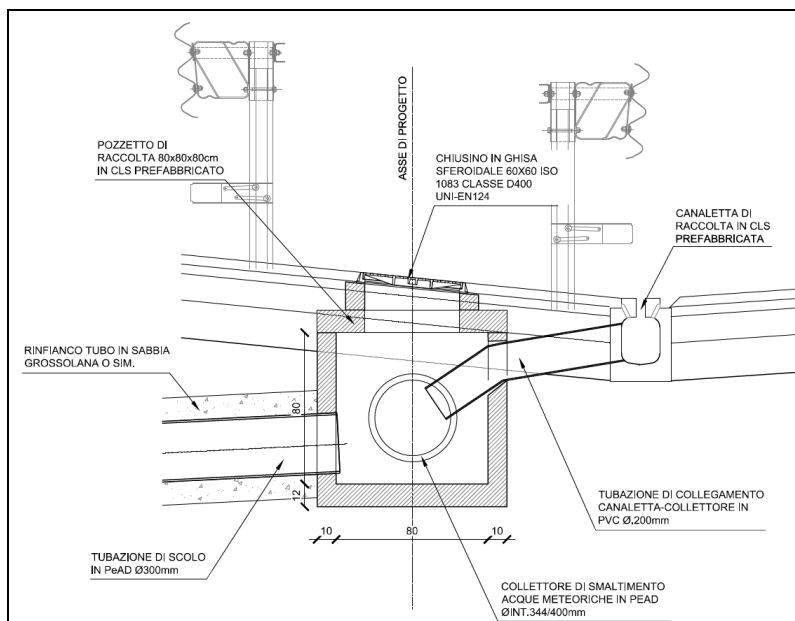 POZZETTO DI
RACCOLTA 80x80x80cm
IN CLS PREFABBRICATO
ASSE DI PROGETTO
CHIUSINO IN GHISA
SFEROIDALE 60X60 ISO
1083 CLASSE D400
UNI-EN124
CANALETTA DI
RACCOLTA IN CLS
PREFABBRICATA
RINFIANCO TUBO IN SABBIA
GROSSOLANA O SIM.
80
12
10
80
10
TUBAZIONE DI SCOLO
IN PeAD Ø300mm
TUBAZIONE DI COLLEGAMENTO
CANALETTA-COLLETTORE IN
PVC Ø.200mm
COLLETTORE DI SMALTIMENTO
ACQUE METEORICHE IN PEAD
ØINT.344/400mm